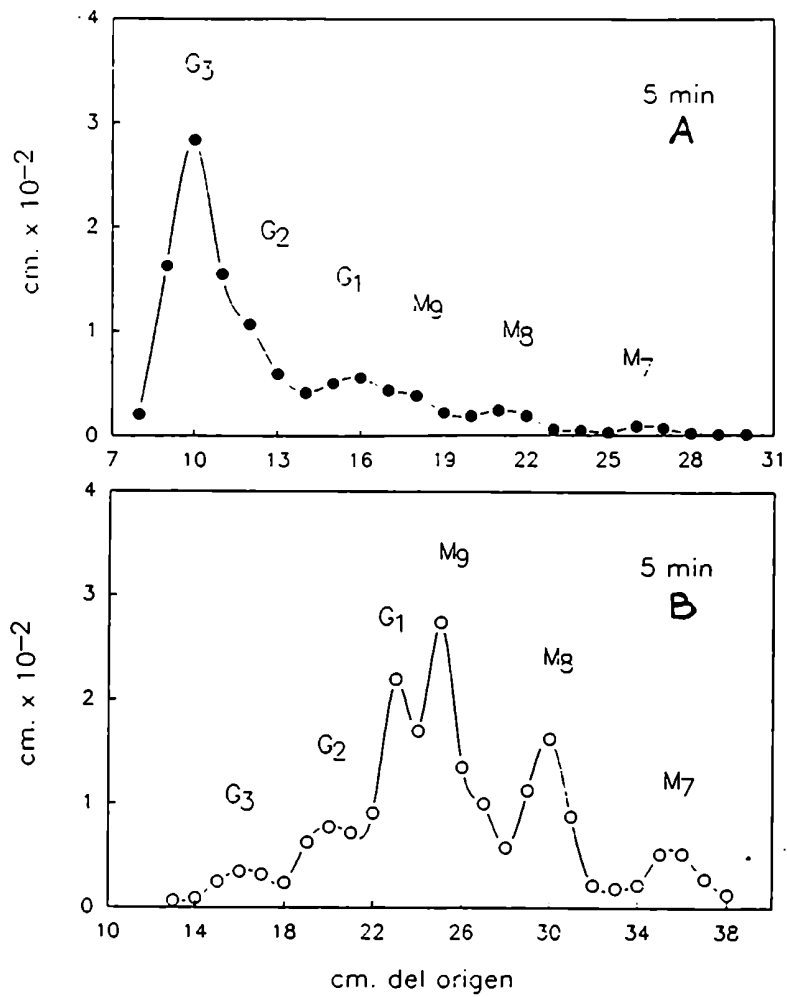 4
G3
5 min
A
3
cm. x 10-2
2
G2
G1
M9
1
M8
M7
0
7 10 13 16 19 22 25 28 31
4
M9
5 min
B
3
G1
cm. x 10-2
M8
2
G2
M7
G3
1
0
10 14 18 22 26 30 34 38
cm. del origen